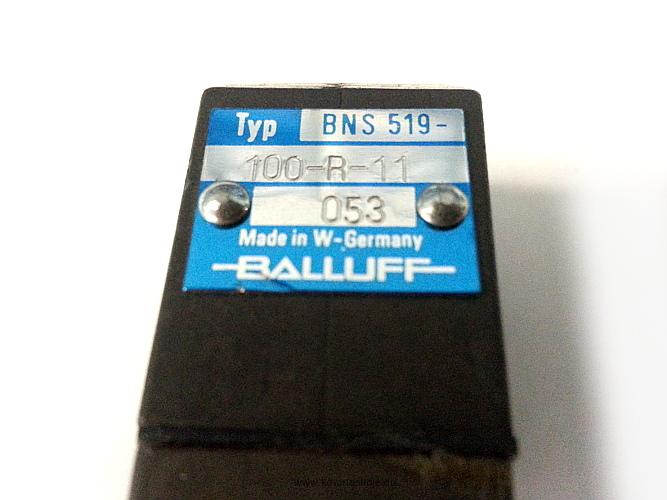 Typ BNS 519-
100-R-11
053
Made in W-Germany
BALLUFF